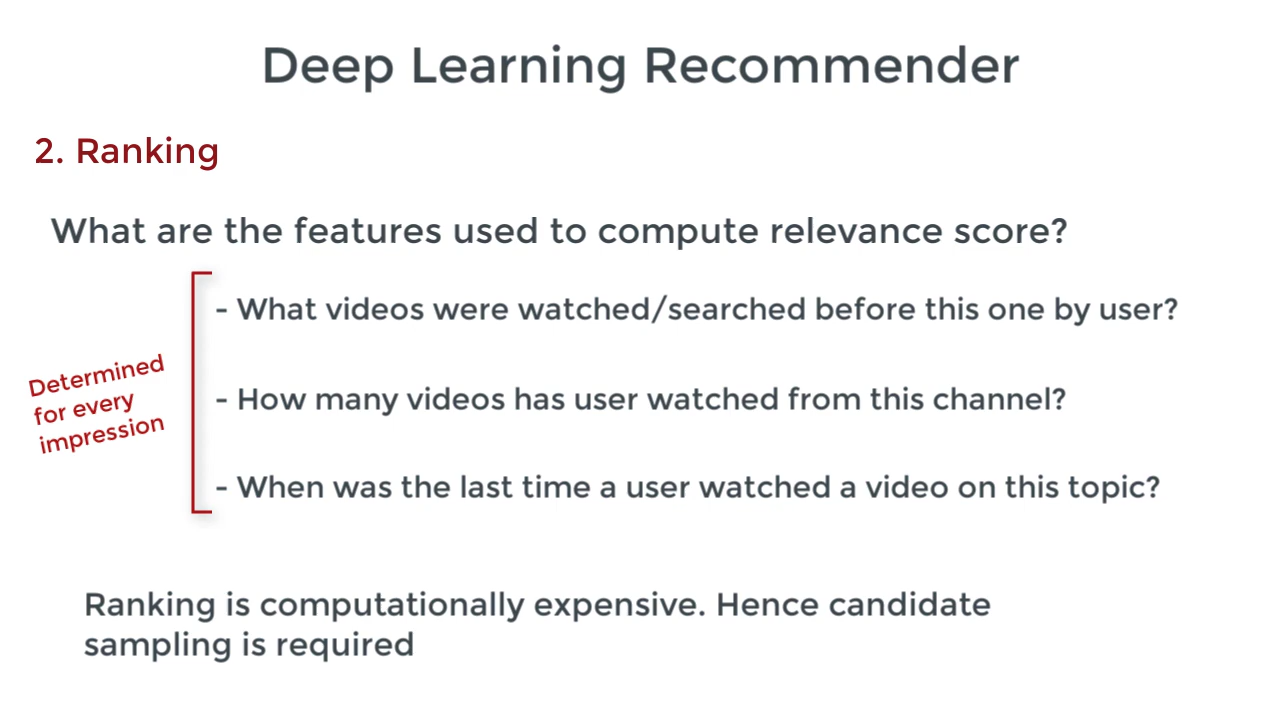 Deep Learning Recommender
2. Ranking
What are the features used to compute relevance score?
- What videos were watched/searched before this one by user?
Determined
for every
impression
- How many videos has user watched from this channel?
- When was the last time a user watched a video on this topic?
Ranking is computationally expensive. Hence candidate
sampling is required